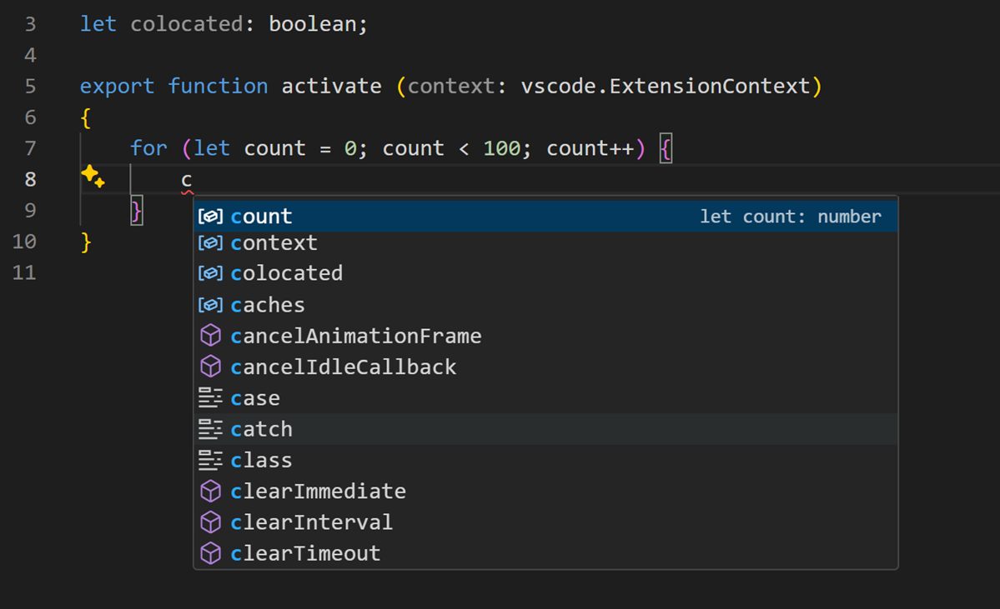 3 let colocated: boolean;
4
5 export function activate (context: vscode.ExtensionContext)
6 {
7 for (let count = 0; count < 100; count++) {
8 c
count let count: number
9 }
context
10 }
colocated
11
caches
cancelAnimationFrame
cancelIdleCallback
case
catch
class
clearImmediate
clearInterval
clearTimeout